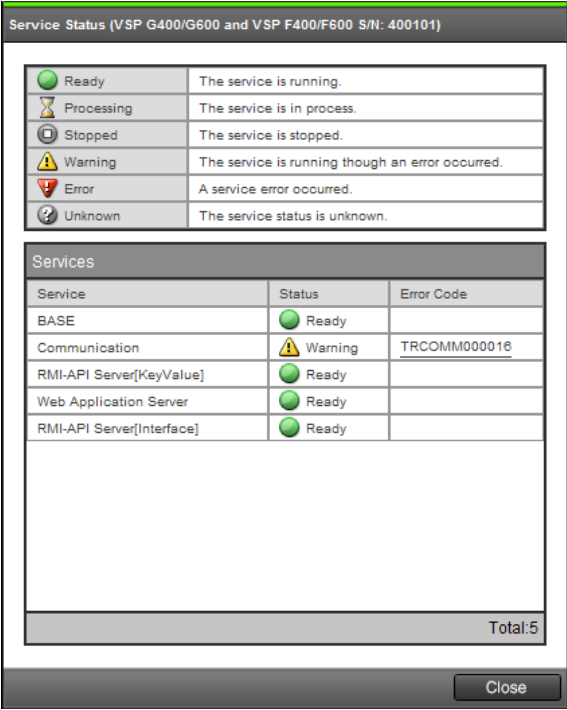 Service Status (VSP G400/G600 and VSP F400/F600 S/N: 400101)
Ready The service is running.
Processing The service is in process.
Stopped The service is stopped.
Warning The service is running though an error occurred.
Error A service error occurred.
Unknown The service status is unknown.
Services
Service Status Error Code
BASE Ready
Communication Warning TRCOMM000016
RMI-API Server[KeyValue] Ready
Web Application Server Ready
RMI-API Server[Interface] Ready
Total:5
Close